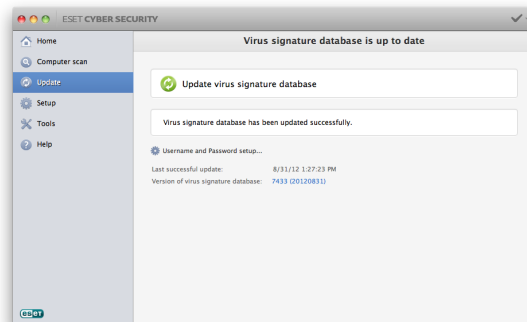 ESET CYBER SECURITY
Home
Virus signature database is up to date
Computer scan
Update
Setup
Tools
Help
Update virus signature database
Virus signature database has been updated successfully.
Username and Password setup...
Last successful update: 8/31/12 1:27:23 PM
Version of virus signature database: 7433 (20120831)
eset